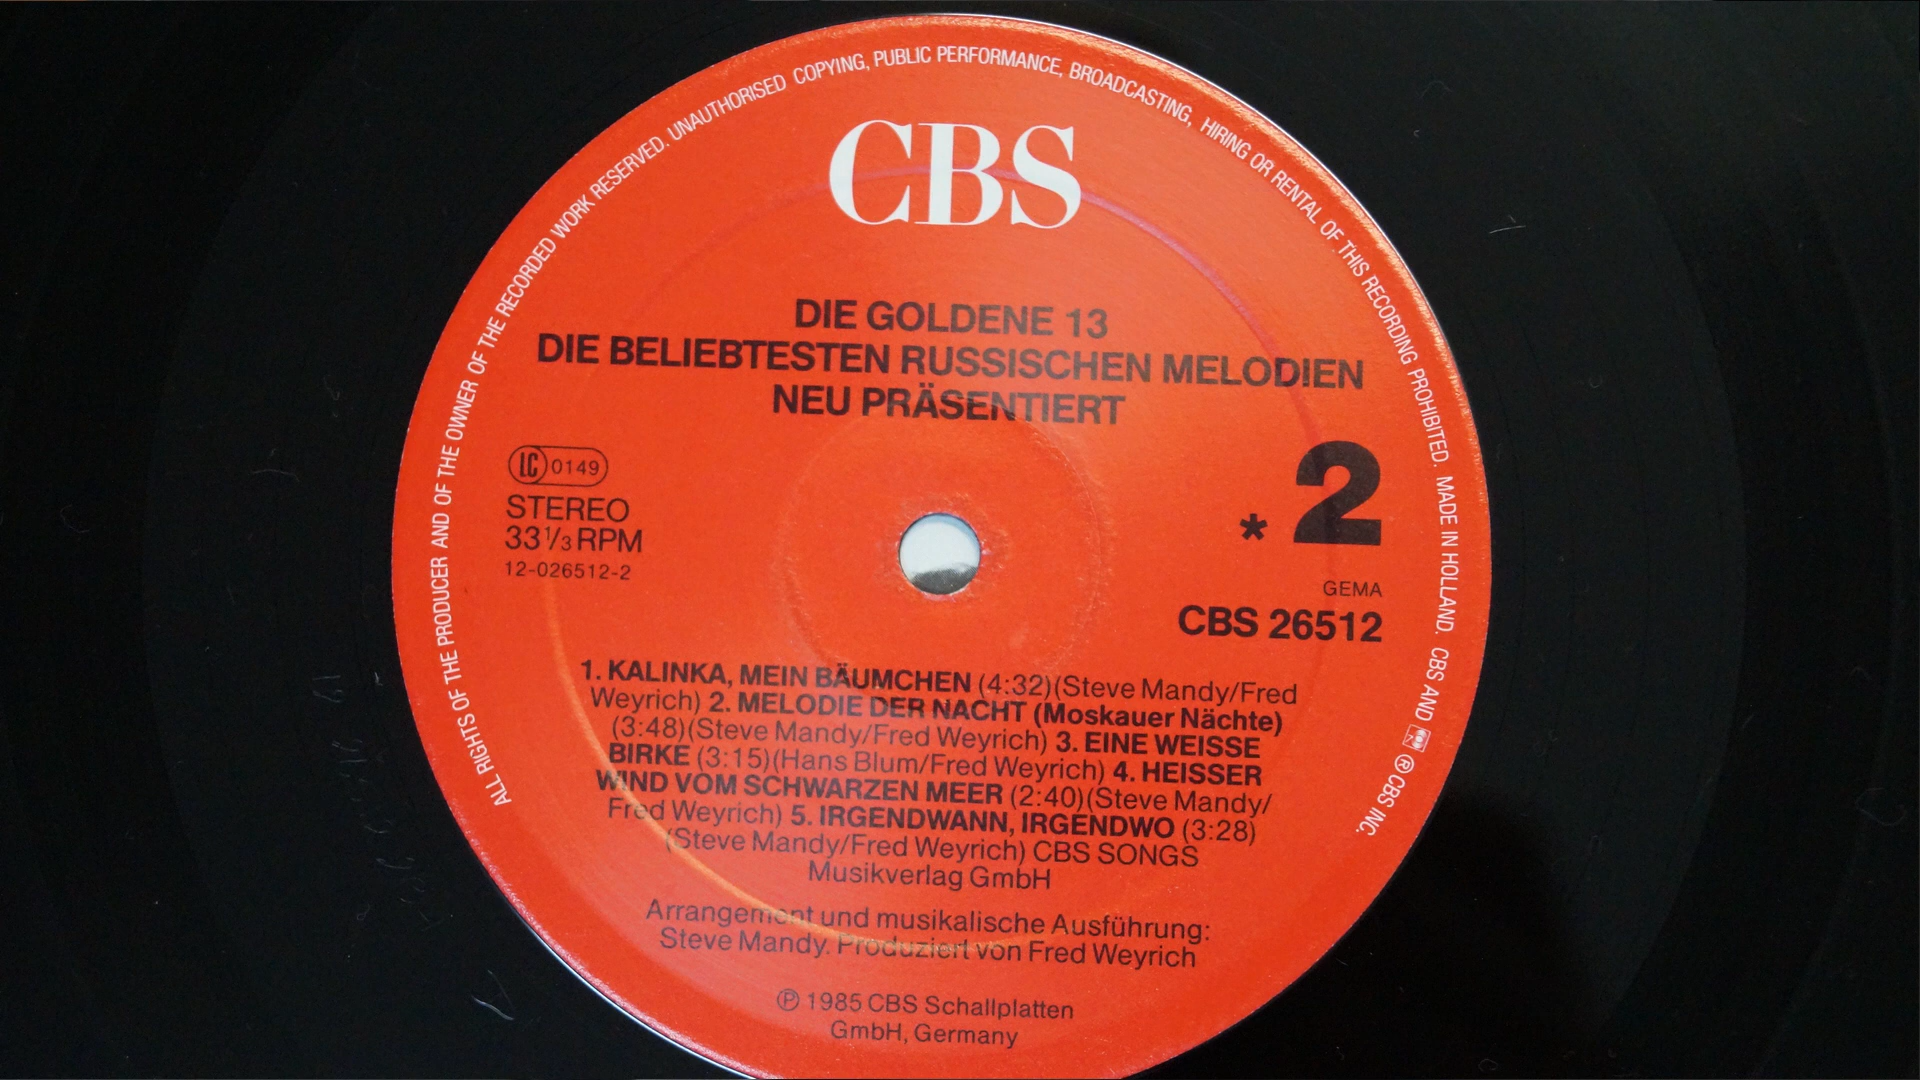 ALL RIGHTS OF THE PRODUCER AND OF THE OWNER OF THE RECORDED WORK RESERVED. UNAUTHORISED COPYING, PUBLIC PERFORMANCE, BROADCASTING, HIRING OR RENTAL OF THIS RECORDING PROHIBITED. MADE IN HOLLAND. CBS AND ® CBS INC.
CBS
DIE GOLDENE 13
DIE BELIEBTESTEN RUSSISCHEN MELODIEN
NEU PRÄSENTIERT
LC 0149
STEREO
33 1/3 RPM
12-026512-2
* 2
GEMA
CBS 26512
1. KALINKA, MEIN BÄUMCHEN (4:32)(Steve Mandy/Fred
Weyrich) 2. MELODIE DER NACHT (Moskauer Nächte)
(3:48)(Steve Mandy/Fred Weyrich) 3. EINE WEISSE
BIRKE (3:15)(Hans Blum/Fred Weyrich) 4. HEISSER
WIND VOM SCHWARZEN MEER (2:40)(Steve Mandy/
Fred Weyrich) 5. IRGENDWANN, IRGENDWO (3:28)
(Steve Mandy/Fred Weyrich) CBS SONGS
Musikverlag GmbH
Arrangement und musikalische Ausführung:
Steve Mandy. Produziert von Fred Weyrich
℗ 1985 CBS Schallplatten
GmbH, Germany